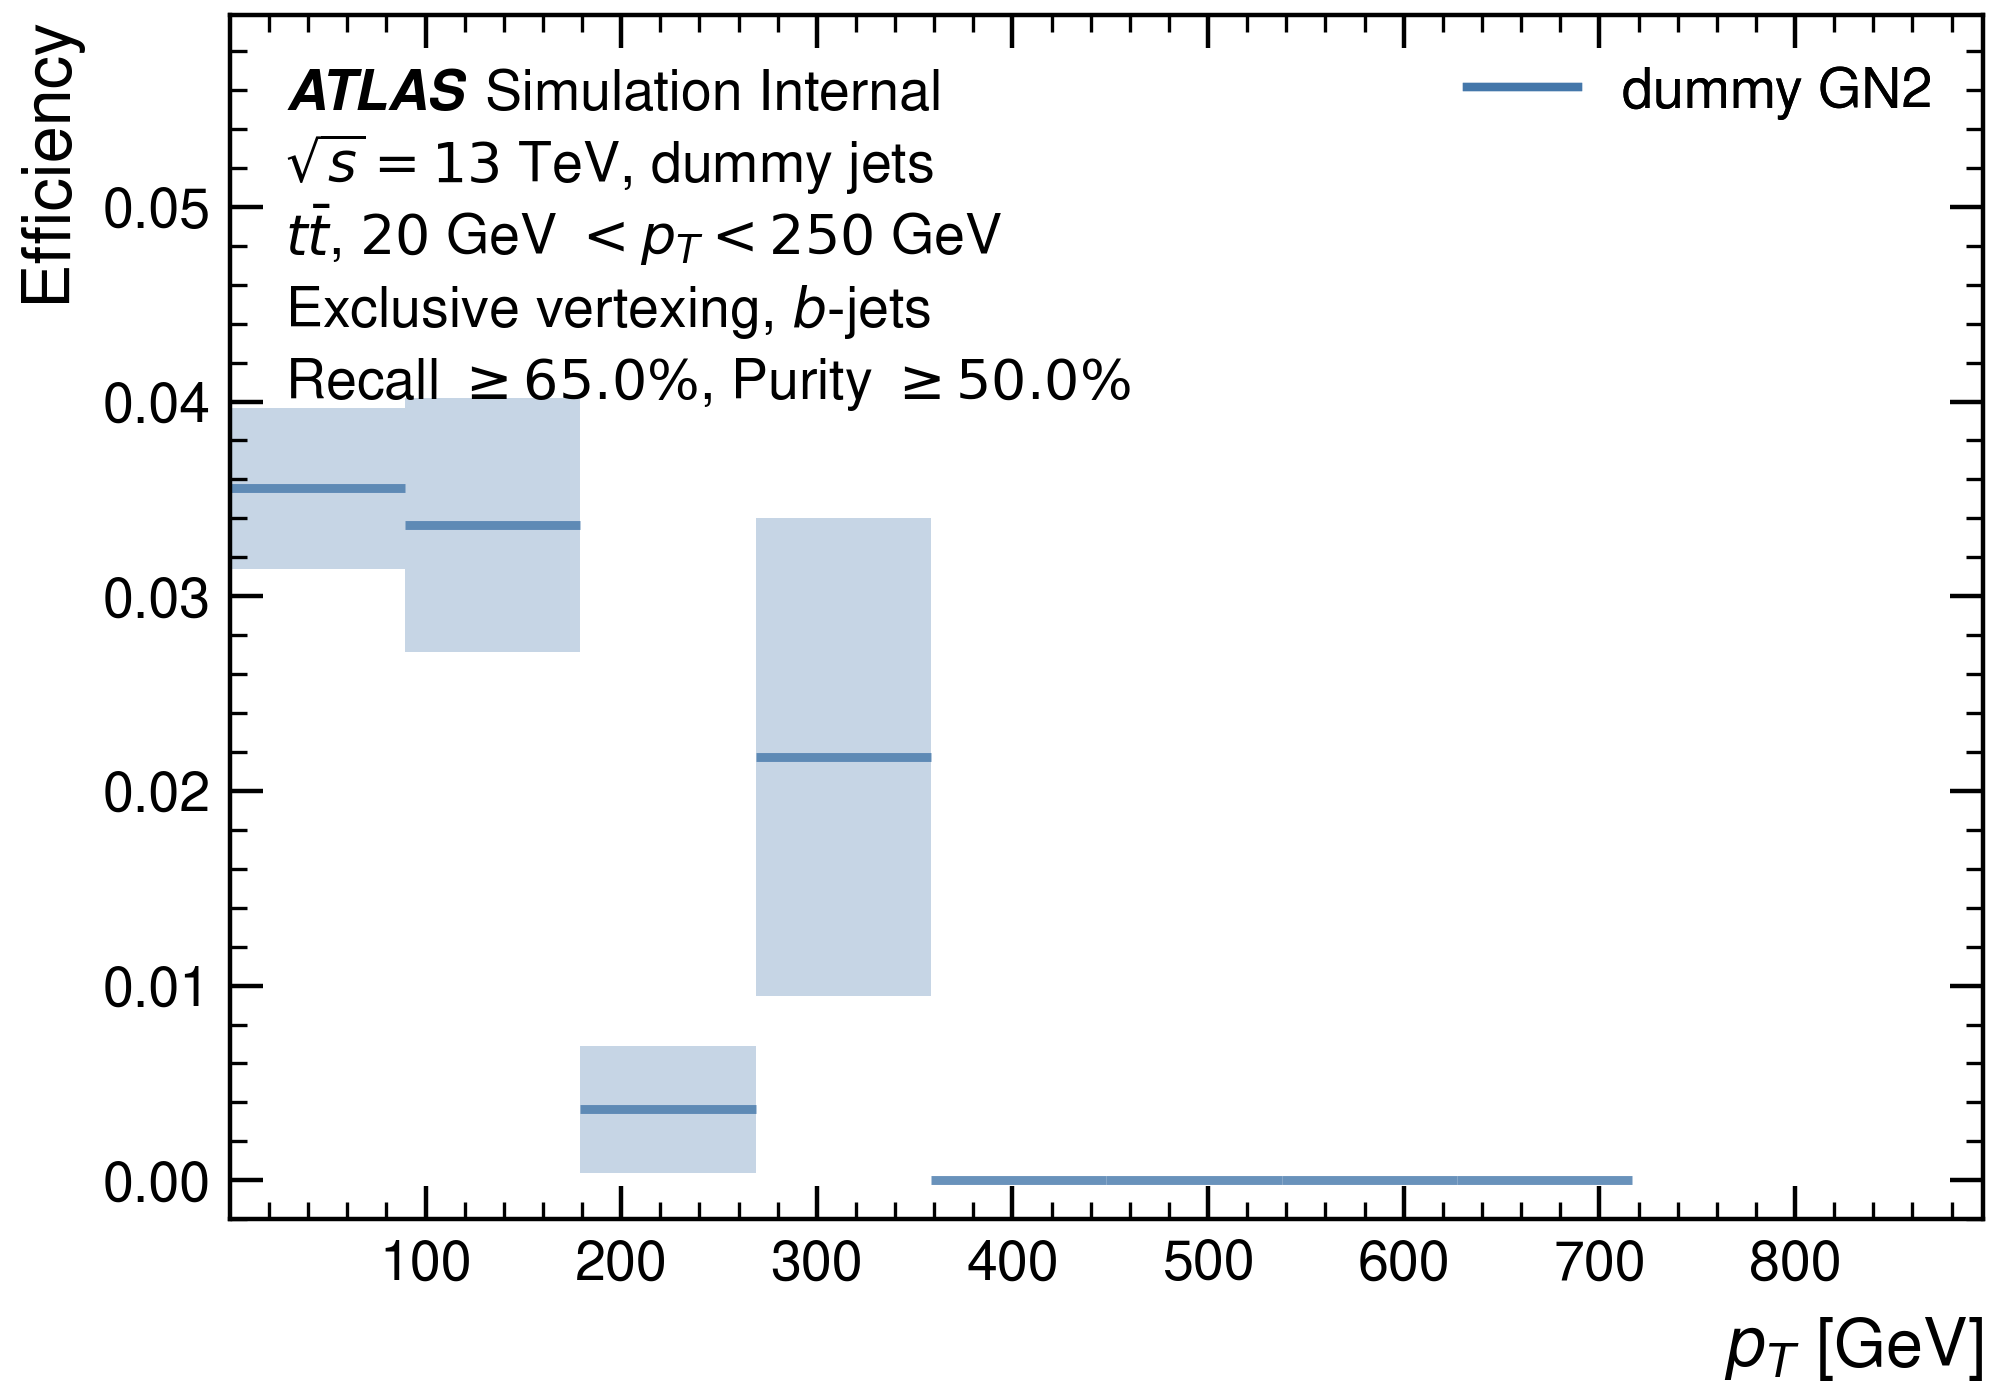 Efficiency
ATLAS Simulation Internal
√s = 13 TeV, dummy jets
tt̄, 20 GeV < p_T < 250 GeV
Exclusive vertexing, b-jets
Recall ≥ 65.0%, Purity ≥ 50.0%
dummy GN2
0.05
0.04
0.03
0.02
0.01
0.00
100 200 300 400 500 600 700 800
p_T [GeV]